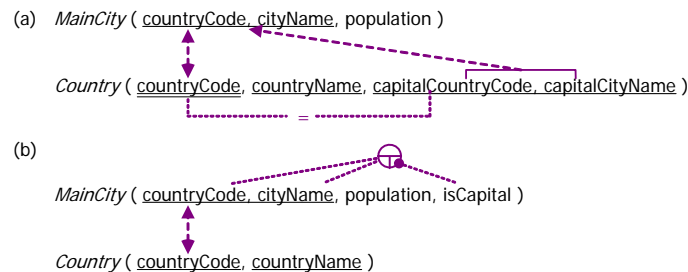 (a) MainCity ( countryCode, cityName, population )
Country ( countryCode, countryName, capitalCountryCode, capitalCityName )
=
(b)
MainCity ( countryCode, cityName, population, isCapital )
Country ( countryCode, countryName )